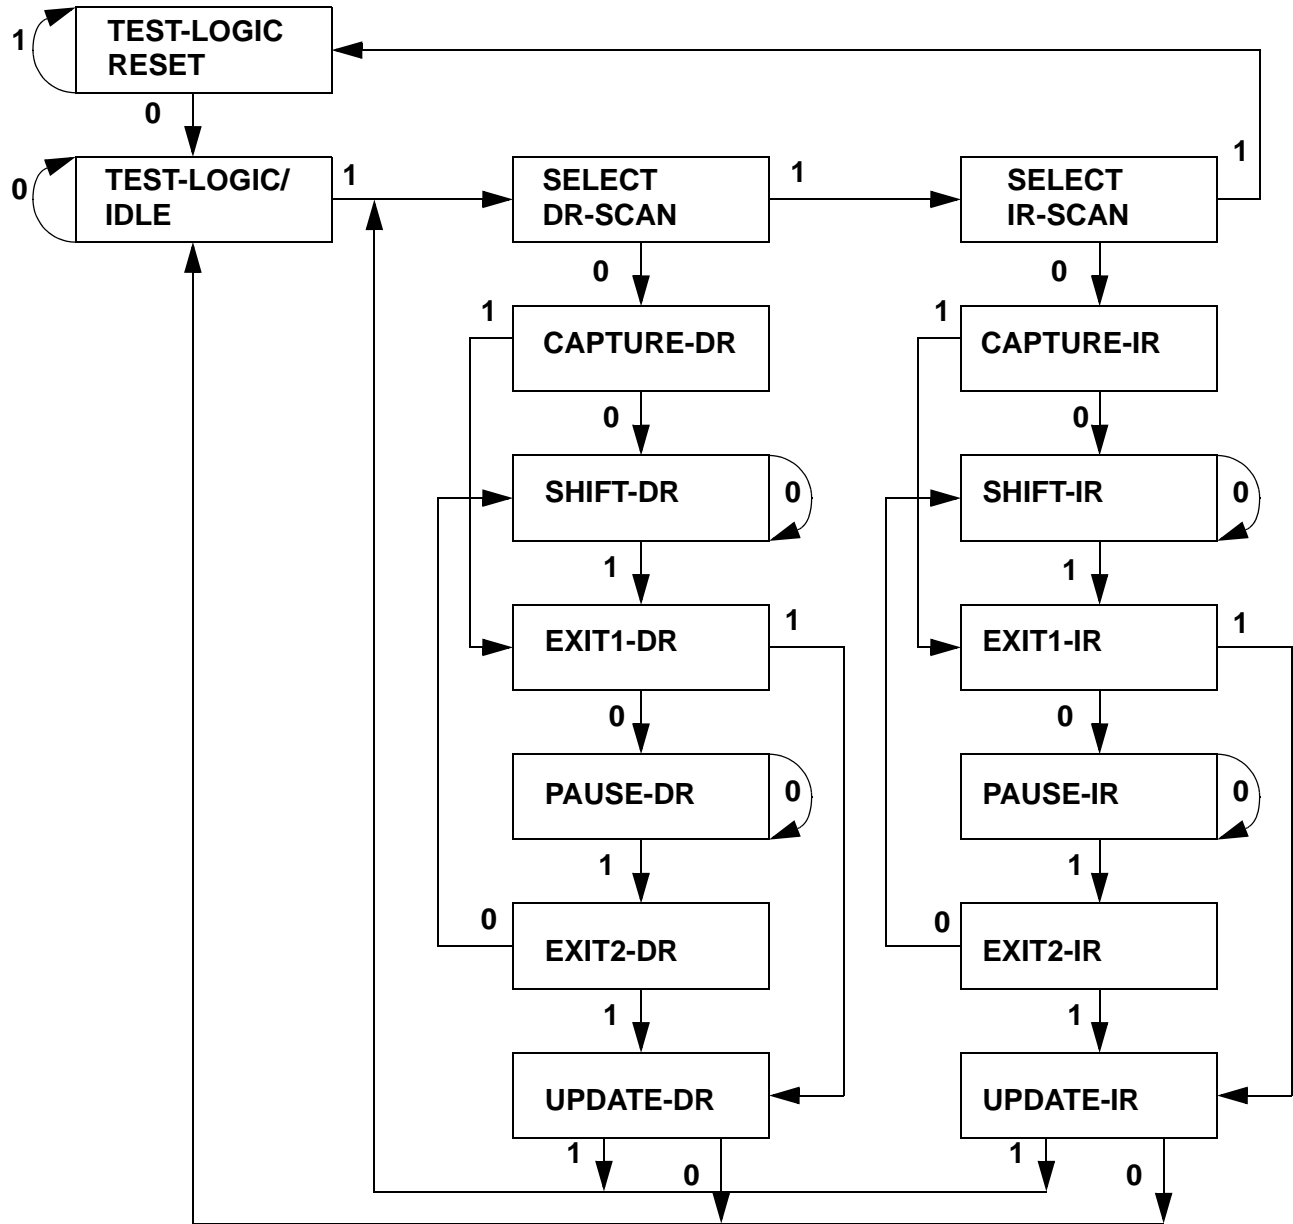 TEST-LOGIC
RESET
1
0
TEST-LOGIC/
IDLE
0
1
SELECT
DR-SCAN
1
SELECT
IR-SCAN
1
0
0
1
CAPTURE-DR
1
CAPTURE-IR
0
0
SHIFT-DR
0
SHIFT-IR
0
1
1
EXIT1-DR
1
EXIT1-IR
1
0
0
PAUSE-DR
0
PAUSE-IR
0
1
1
0
EXIT2-DR
0
EXIT2-IR
1
1
UPDATE-DR
UPDATE-IR
1
0
1
0